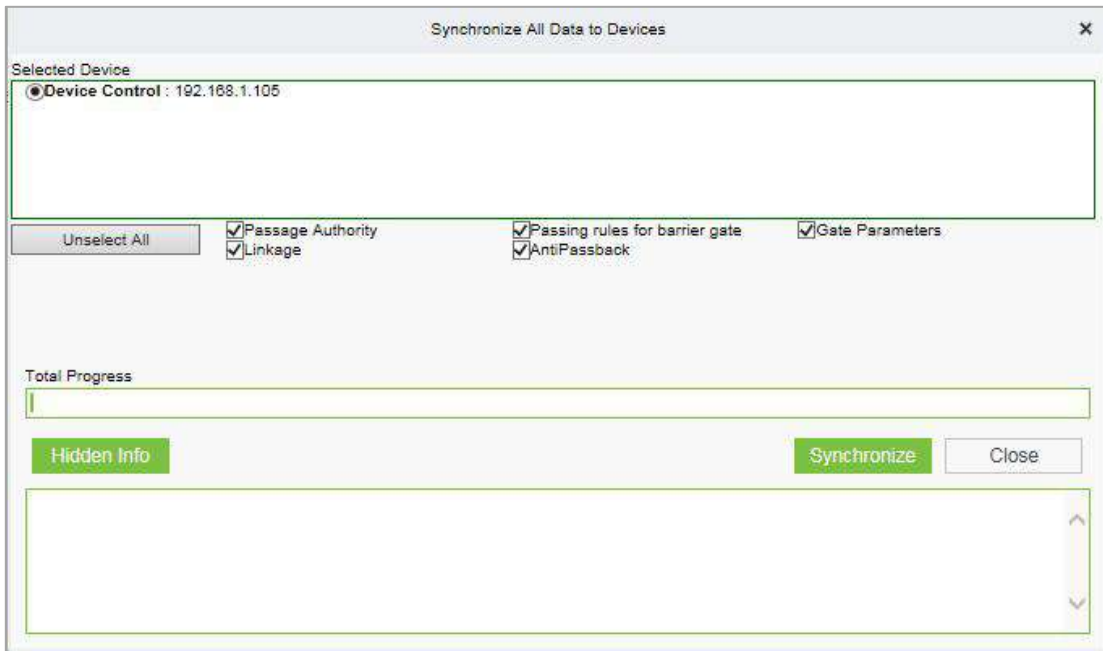 Synchronize All Data to Devices
Selected Device
Device Control : 192.168.1.105
Unselect All
Passage Authority
Passing rules for barrier gate
Gate Parameters
Linkage
AntiPassback
Total Progress
Hidden Info
Synchronize
Close